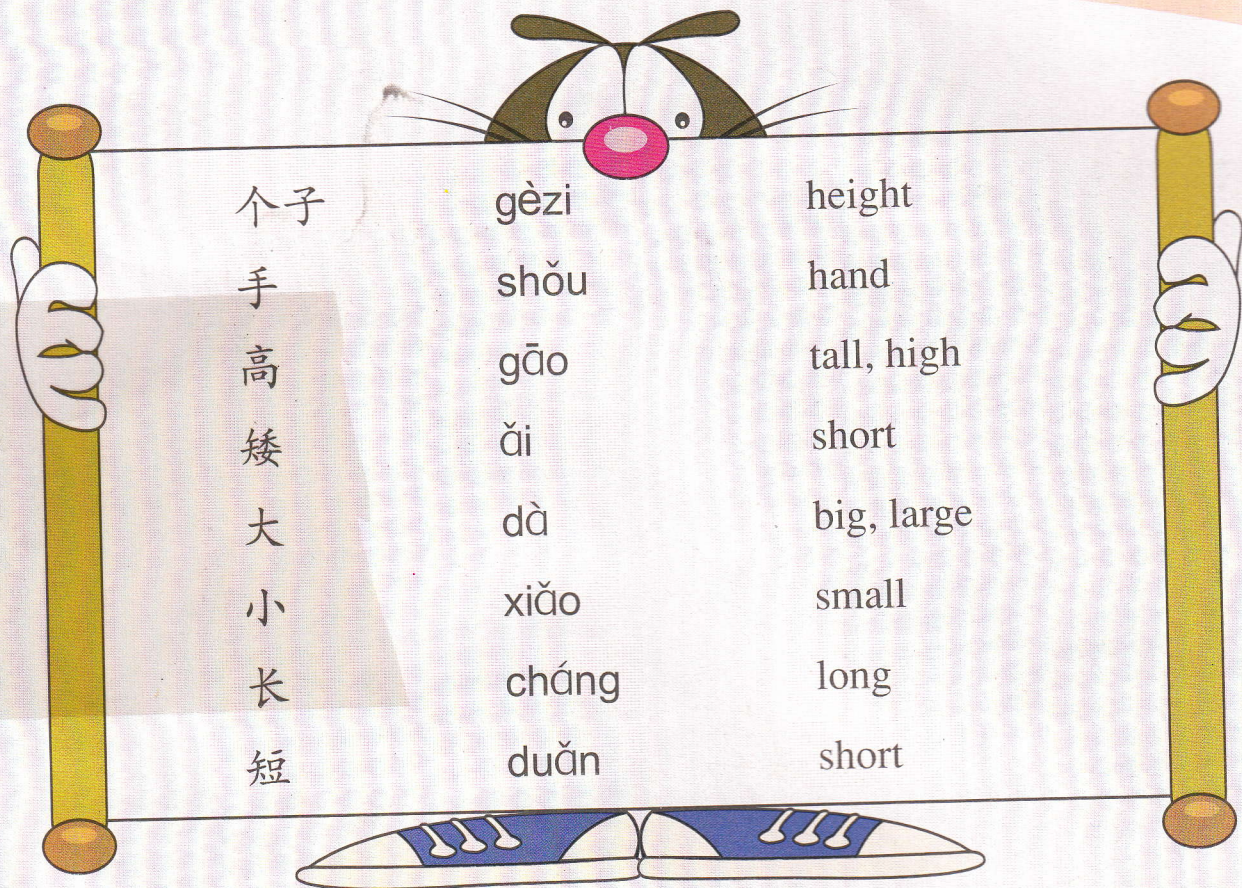 个子 gèzi height
手 shǒu hand
高 gāo tall, high
矮 ǎi short
大 dà big, large
小 xiǎo small
长 cháng long
短 duǎn short